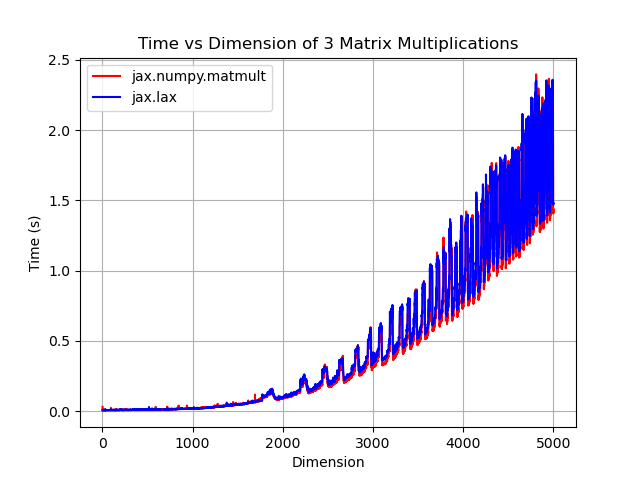 Time vs Dimension of 3 Matrix Multiplications
jax.numpy.matmult
jax.lax
2.5
2.0
1.5
1.0
0.5
0.0
Time (s)
0 1000 2000 3000 4000 5000
Dimension